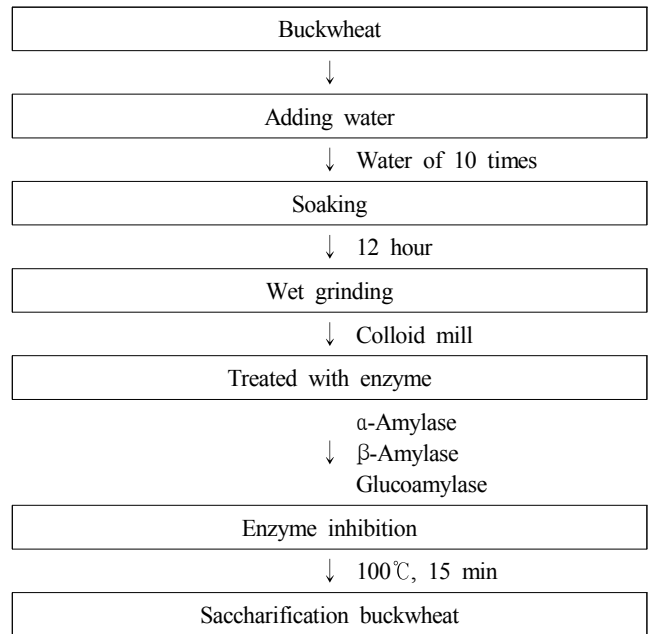 Buckwheat
↓
Adding water
↓ Water of 10 times
Soaking
↓ 12 hour
Wet grinding
↓ Colloid mill
Treated with enzyme
α-Amylase
↓ β-Amylase
Glucoamylase
Enzyme inhibition
↓ 100℃, 15 min
Saccharification buckwheat